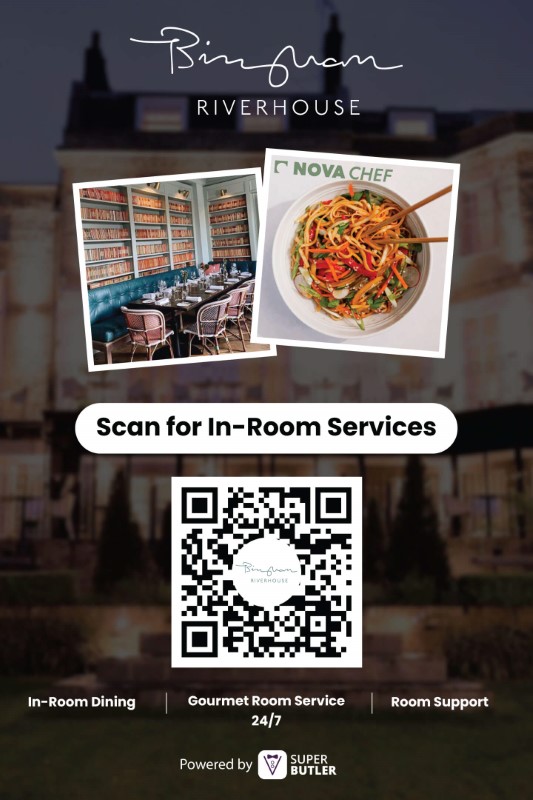 Bingham
RIVERHOUSE
NOVA CHEF
Scan for In-Room Services
Bingham
RIVERHOUSE
In-Room Dining
Gourmet Room Service
24/7
Room Support
Powered by SUPER
BUTLER